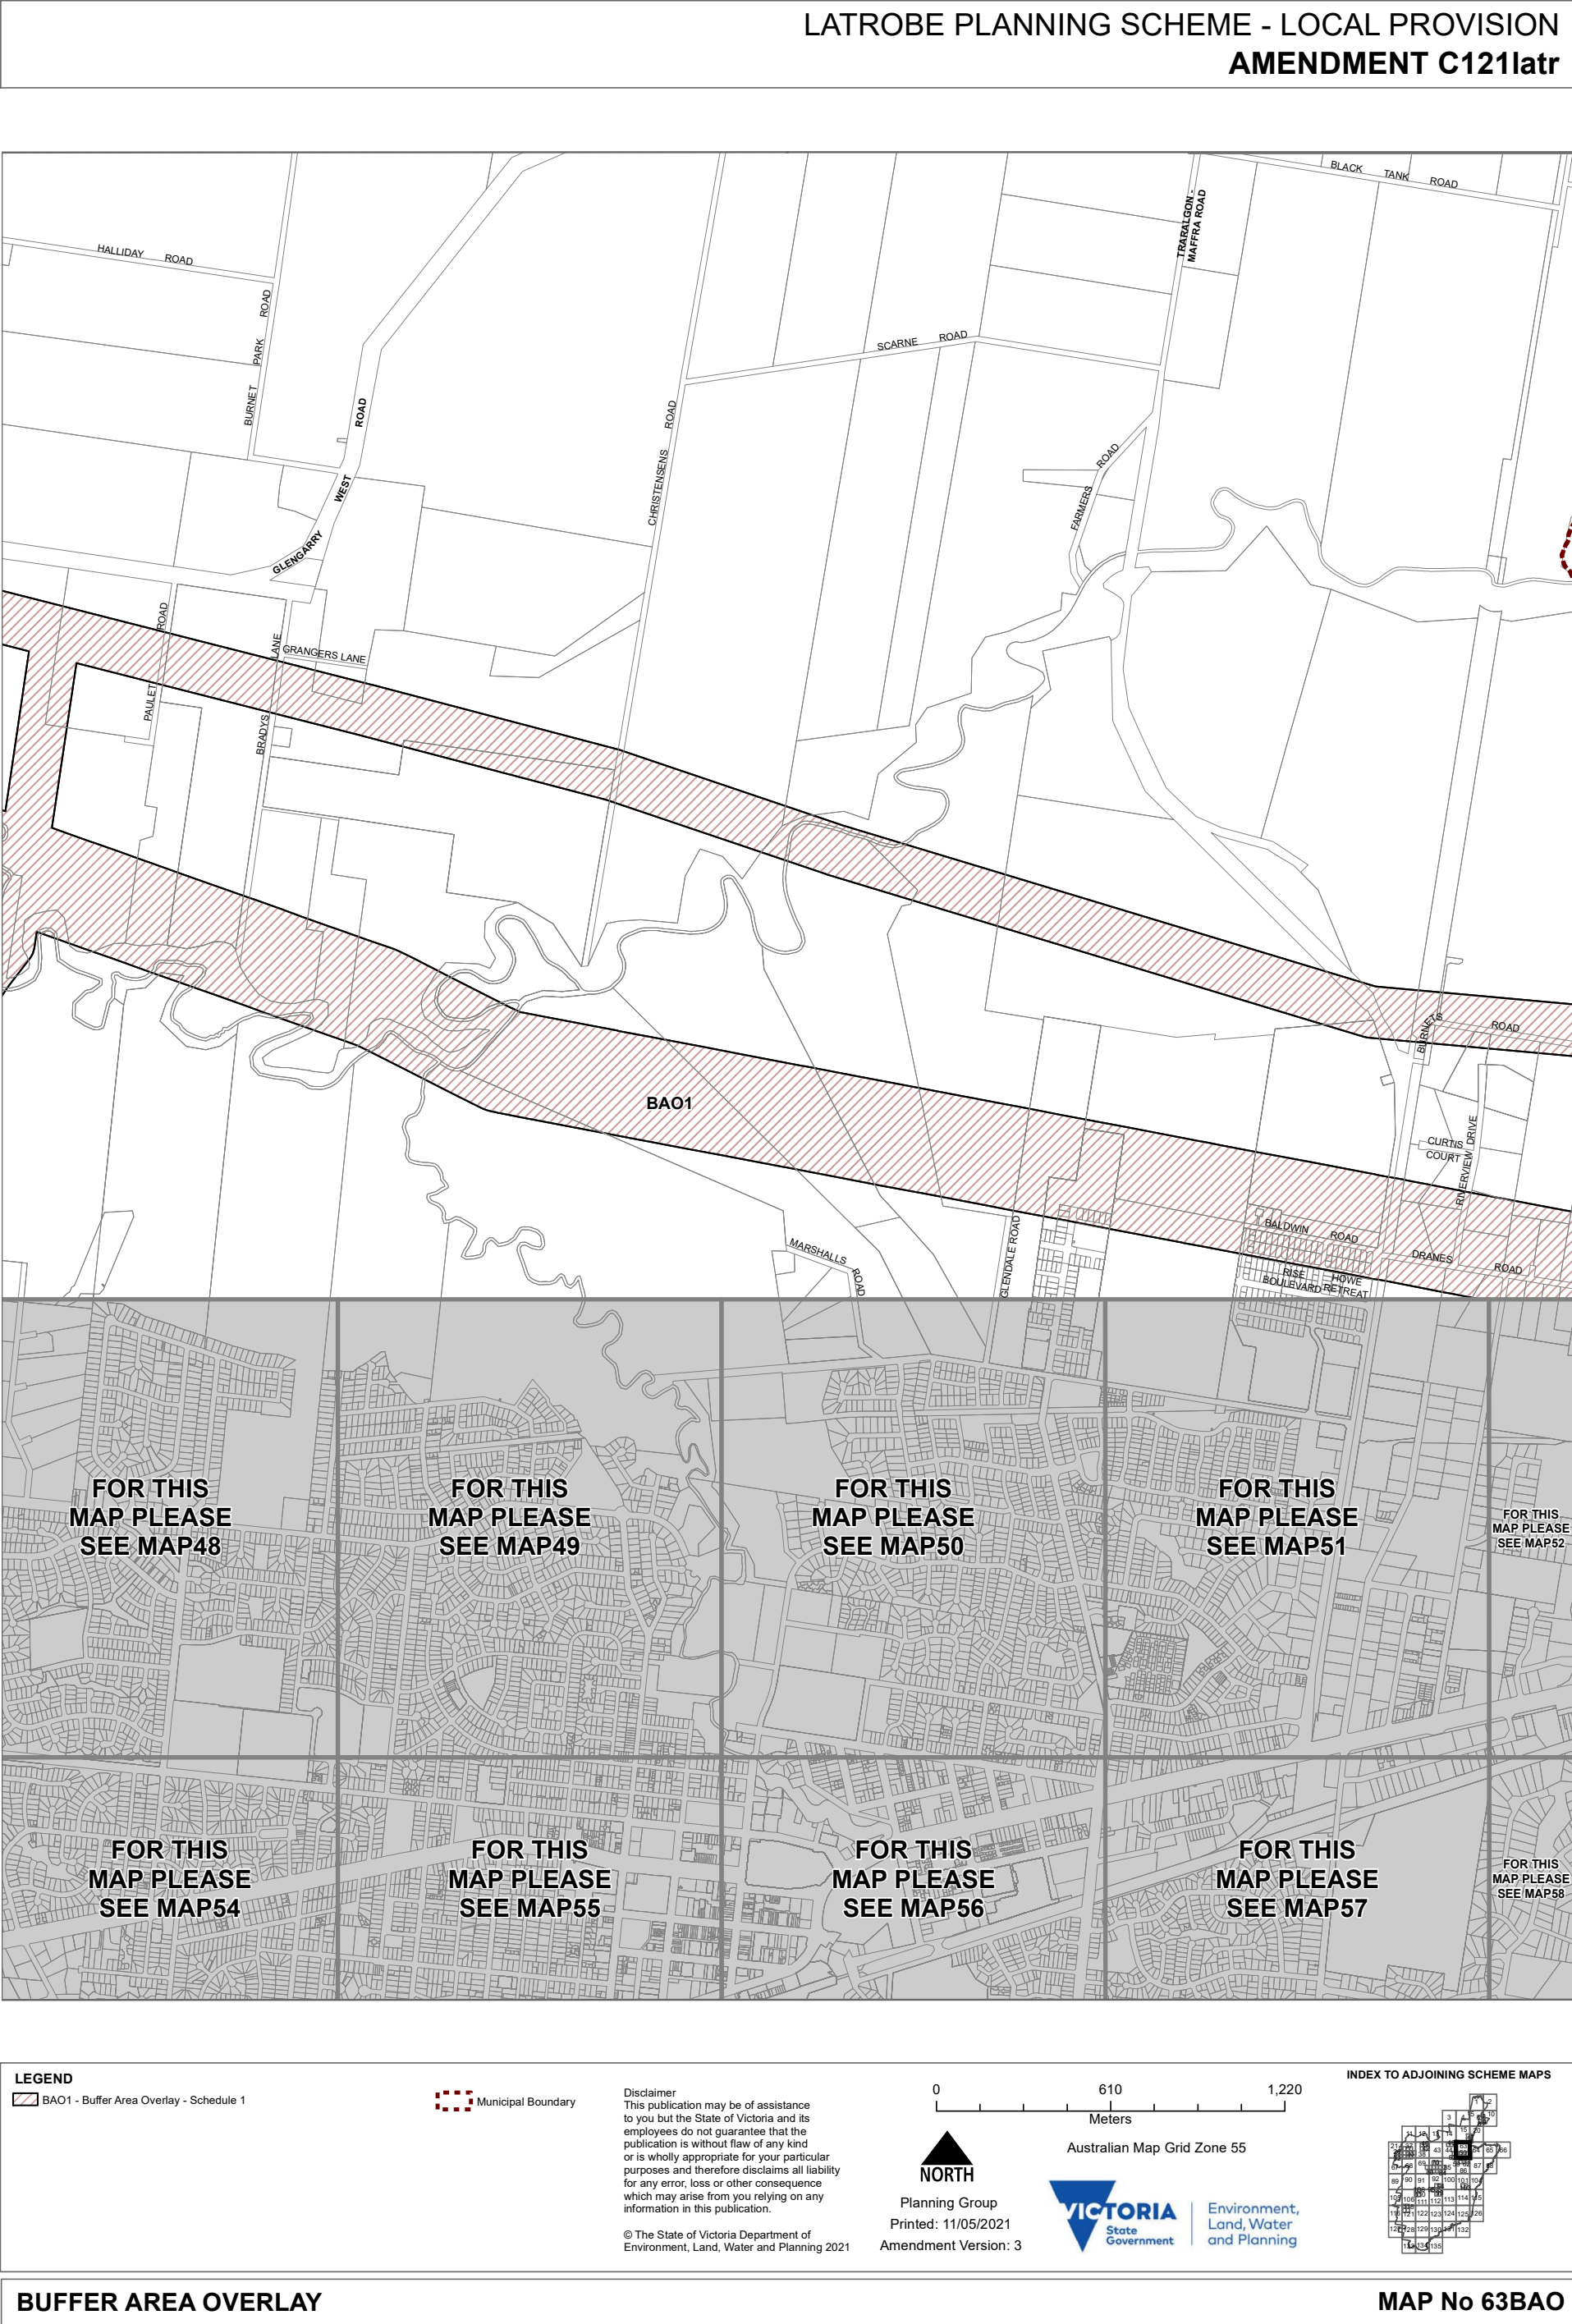 LATROBE PLANNING SCHEME - LOCAL PROVISION
AMENDMENT C121latr
BLACK TANK ROAD
TRARALGON -
MAFFRA ROAD
HALLIDAY ROAD
BURNET PARK ROAD
SCARNE ROAD
GLENGARRY WEST ROAD
CHRISTENSENS ROAD
FARMERS ROAD
PAULET ROAD
BRADYS LANE
GRANGERS LANE
BURNETS ROAD
BAO1
CURTIS
COURT
RIVERVIEW DRIVE
MARSHALLS ROAD
GLENDALE ROAD
BALDWIN ROAD
DRANES ROAD
RISE
BOULEVARD
HOWE
RETREAT
FOR THIS
MAP PLEASE
SEE MAP48
FOR THIS
MAP PLEASE
SEE MAP49
FOR THIS
MAP PLEASE
SEE MAP50
FOR THIS
MAP PLEASE
SEE MAP51
FOR THIS
MAP PLEASE
SEE MAP52
FOR THIS
MAP PLEASE
SEE MAP54
FOR THIS
MAP PLEASE
SEE MAP55
FOR THIS
MAP PLEASE
SEE MAP56
FOR THIS
MAP PLEASE
SEE MAP57
FOR THIS
MAP PLEASE
SEE MAP58
LEGEND
BAO1 - Buffer Area Overlay - Schedule 1
Municipal Boundary
Disclaimer
This publication may be of assistance
to you but the State of Victoria and its
employees do not guarantee that the
publication is without flaw of any kind
or is wholly appropriate for your particular
purposes and therefore disclaims all liability
for any error, loss or other consequence
which may arise from you relying on any
information in this publication.
© The State of Victoria Department of
Environment, Land, Water and Planning 2021
0 610 1,220
Meters
Australian Map Grid Zone 55
NORTH
Planning Group
Printed: 11/05/2021
Amendment Version: 3
VICTORIA
State
Government
Environment,
Land, Water
and Planning
INDEX TO ADJOINING SCHEME MAPS
BUFFER AREA OVERLAY
MAP No 63BAO